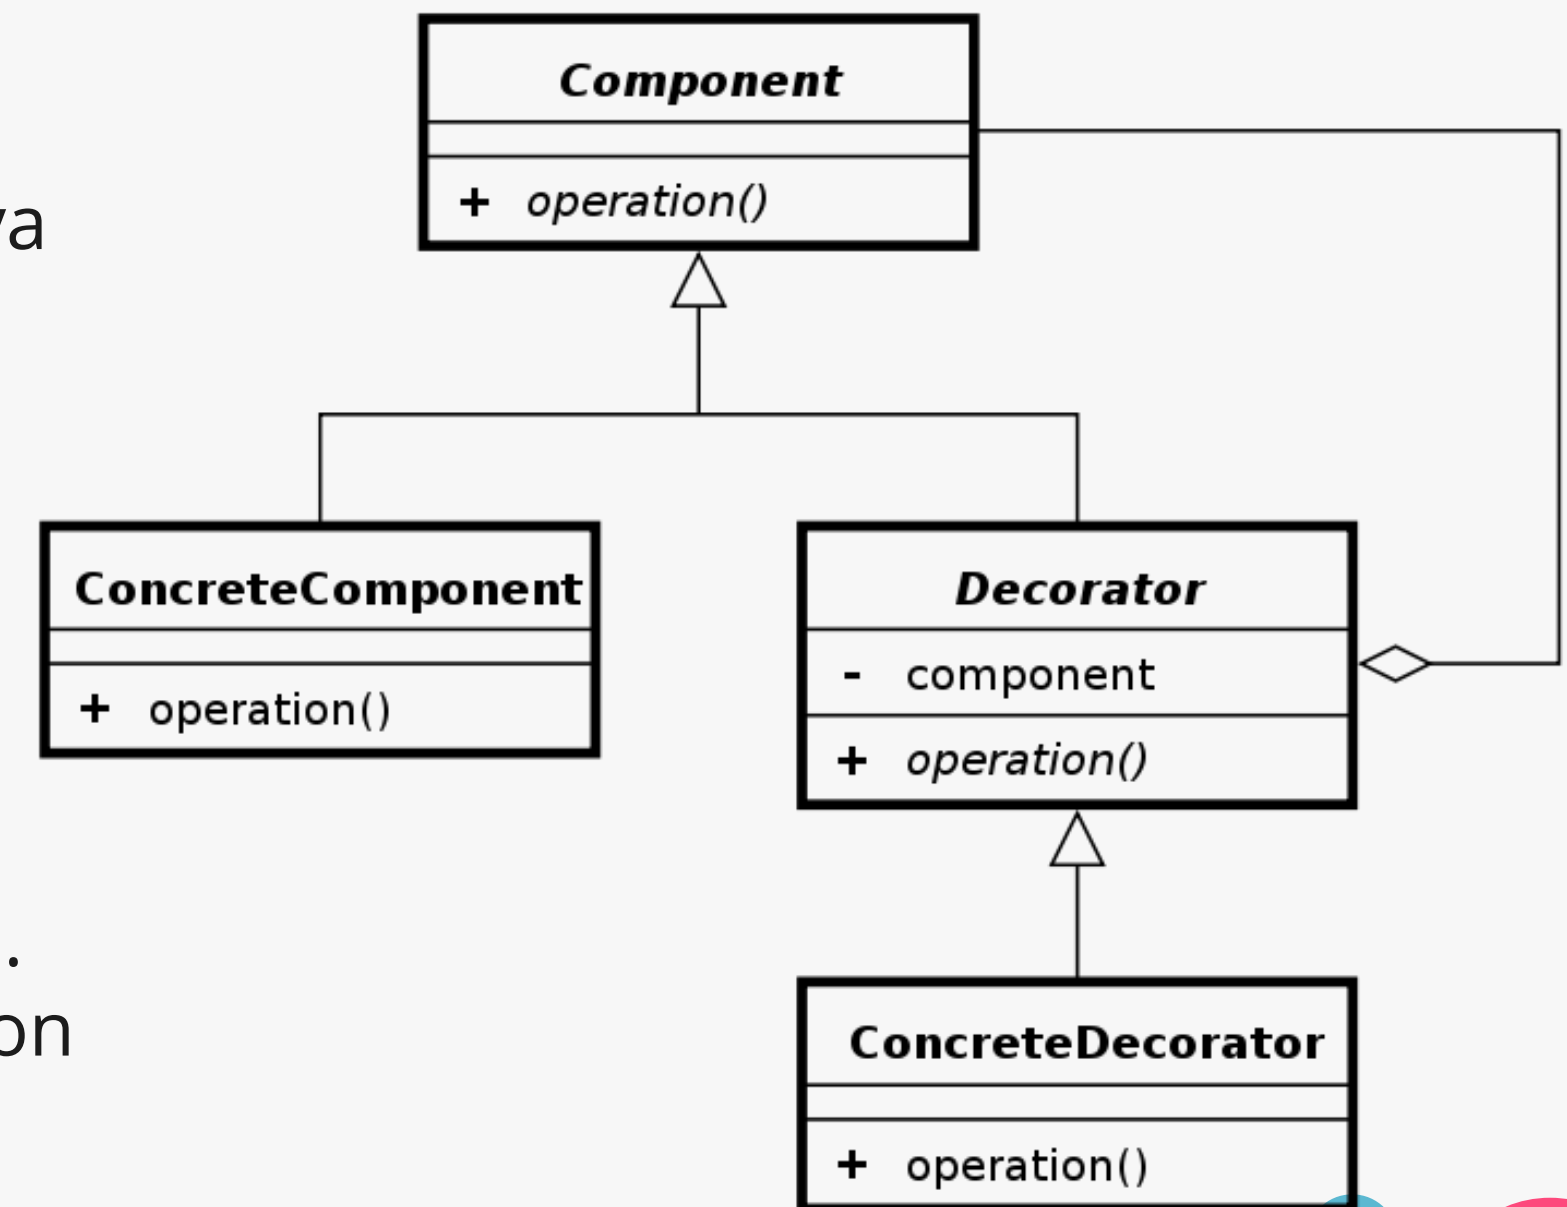 Component
+ operation()
ConcreteComponent
+ operation()
Decorator
- component
+ operation()
ConcreteDecorator
+ operation()
.